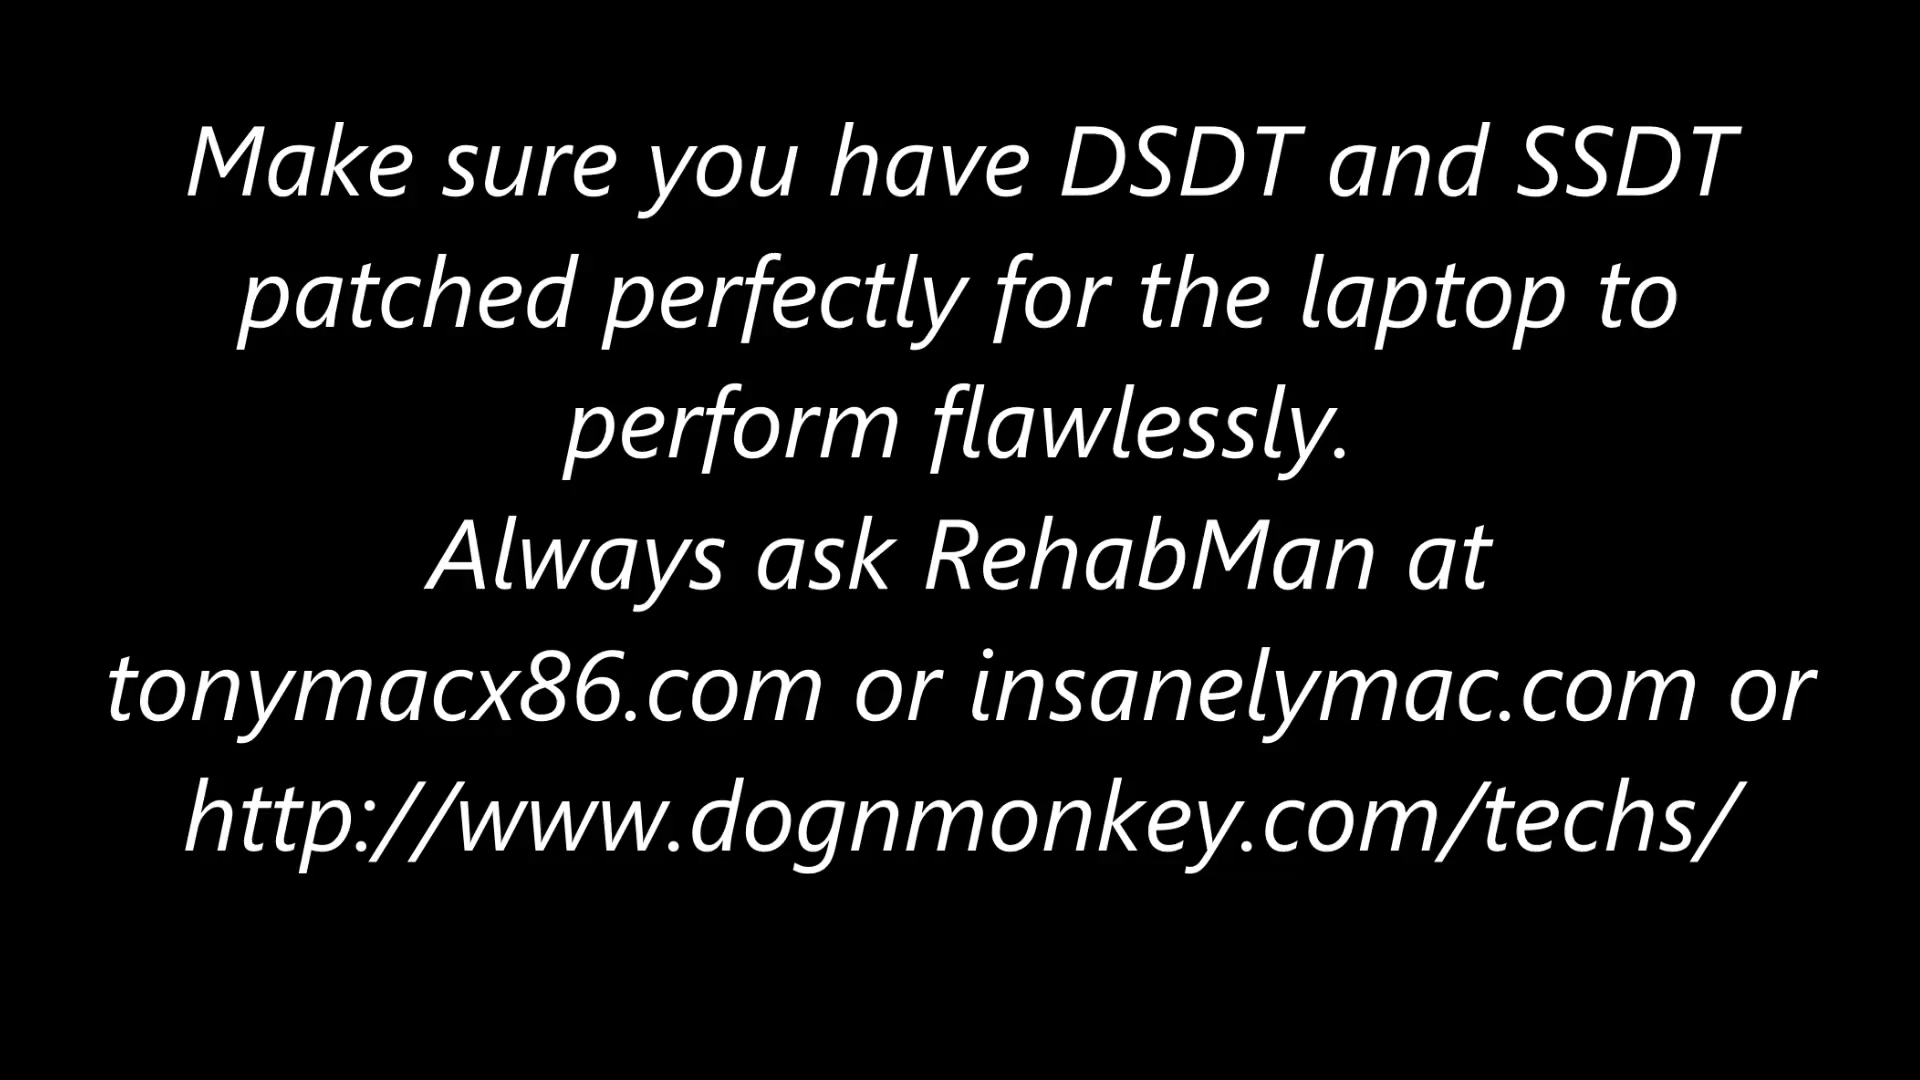 Make sure you have DSDT and SSDT
patched perfectly for the laptop to
perform flawlessly.
Always ask RehabMan at
tonymacx86.com or insanelymac.com or
http://www.dognmonkey.com/techs/